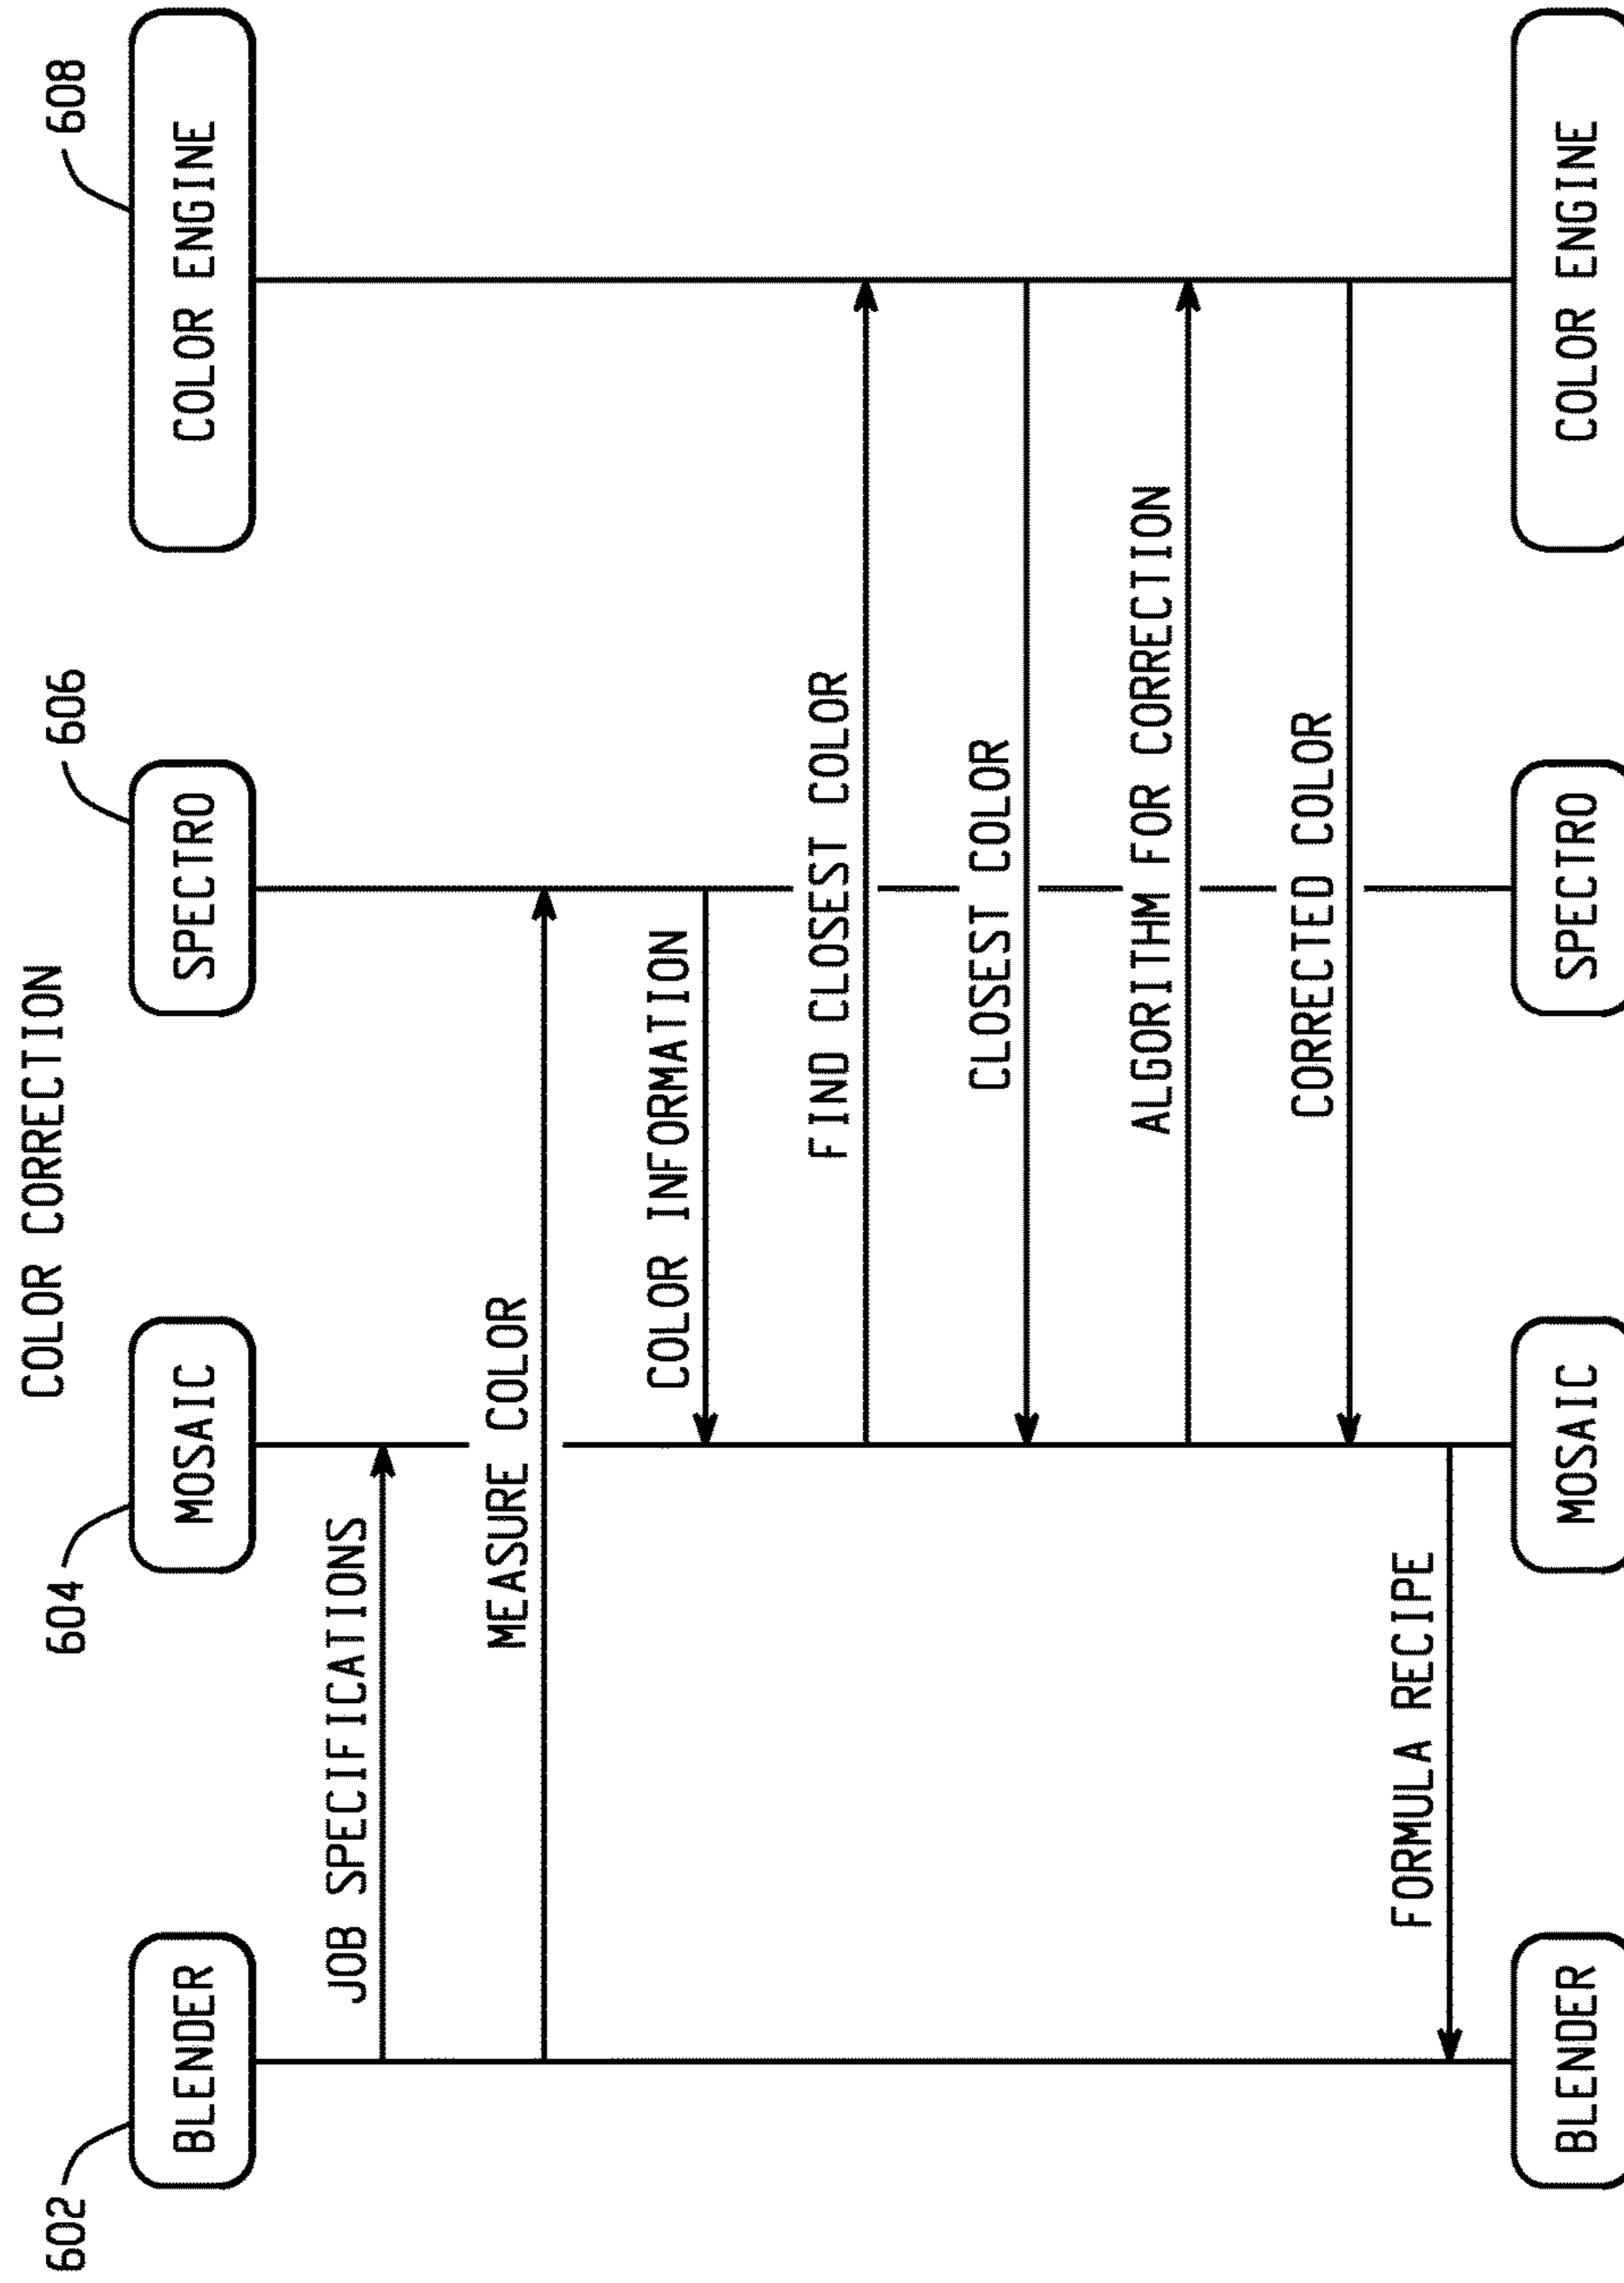 COLOR CORRECTION
602
604
606
608
BLENDER
MOSAIC
SPECTRO
COLOR ENGINE
JOB SPECIFICATIONS
MEASURE COLOR
COLOR INFORMATION
FIND CLOSEST COLOR
CLOSEST COLOR
ALGORITHM FOR CORRECTION
CORRECTED COLOR
FORMULA RECIPE
BLENDER
MOSAIC
SPECTRO
COLOR ENGINE